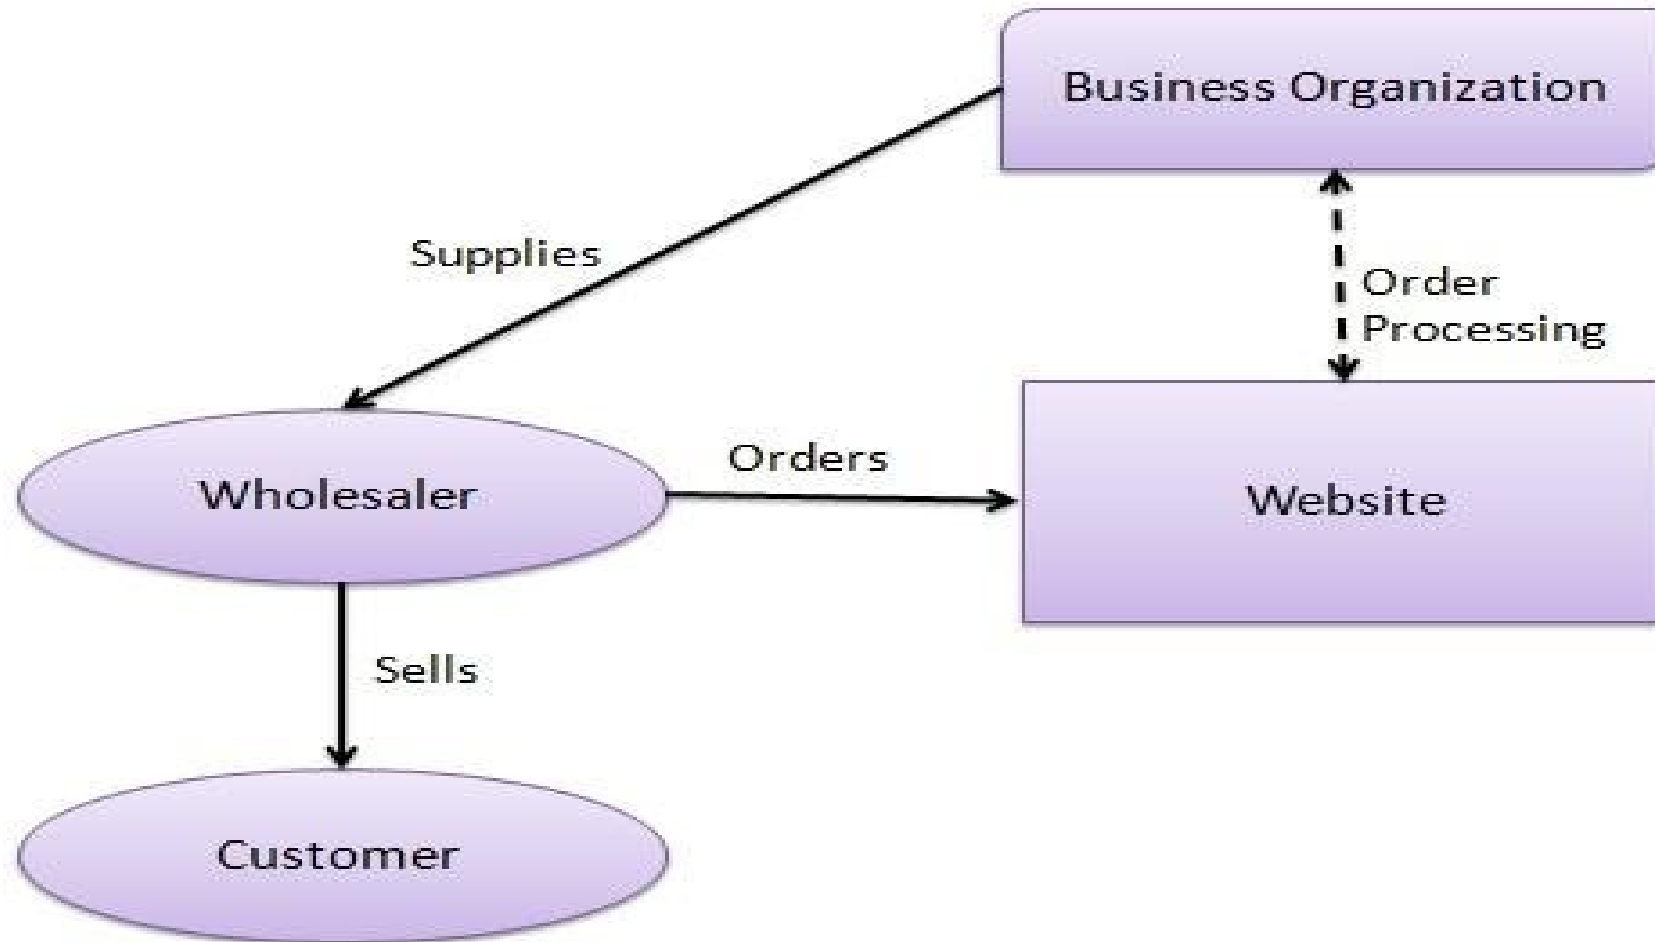 Business Organization
Supplies
Order
Processing
Orders
Wholesaler
Website
Sells
Customer